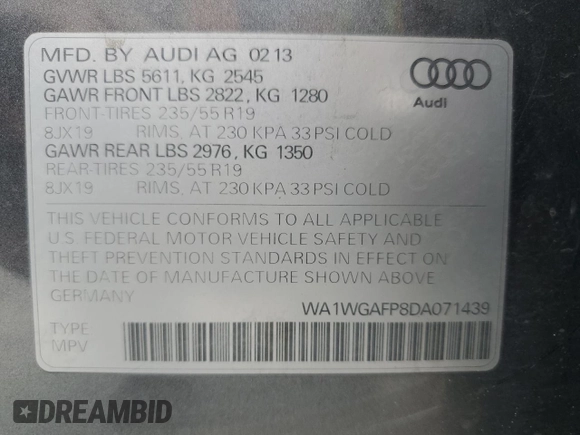 MFD. BY AUDI AG 02 13
GVWR LBS 5611, KG 2545
GAWR FRONT LBS 2822, KG 1280
FRONT-TIRES 235/55 R19
8JX19 RIMS, AT 230 KPA 33 PSI COLD
GAWR REAR LBS 2976, KG 1350
REAR-TIRES 235/55 R19
8JX19 RIMS, AT 230 KPA 33 PSI COLD
Audi
THIS VEHICLE CONFORMS TO ALL APPLICABLE
U.S. FEDERAL MOTOR VEHICLE SAFETY AND
THEFT PREVENTION STANDARDS IN EFFECT ON
THE DATE OF MANUFACTURE SHOWN ABOVE
GERMANY
WA1WGAFP8DA071439
TYPE
MPV
DREAMBID